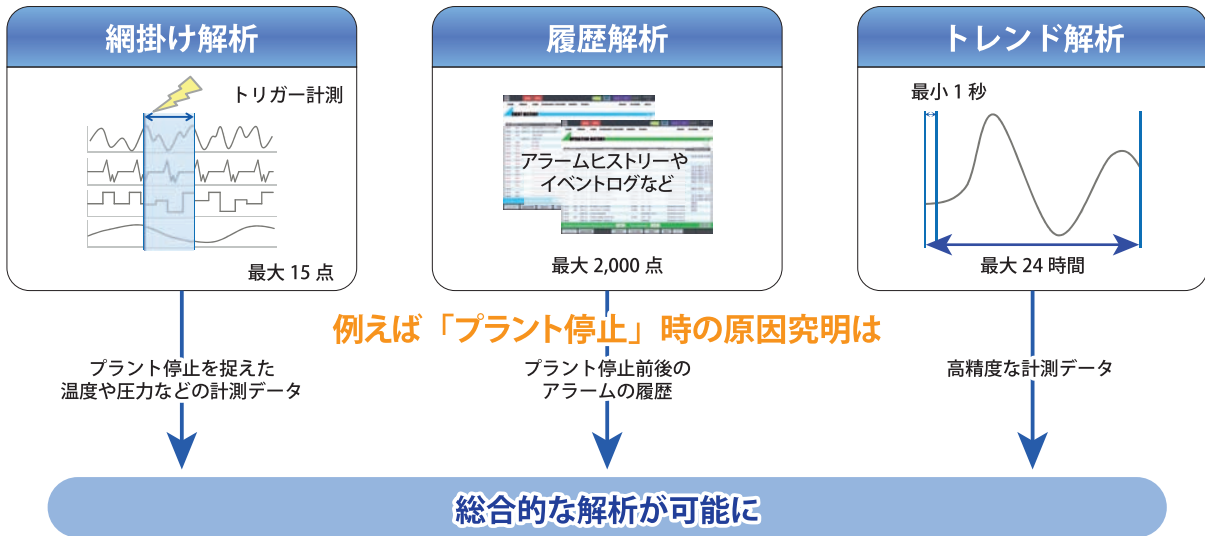 網掛け解析
トリガー計測
最大 15 点
履歴解析
アラームヒストリーや
イベントログなど
最大 2,000 点
トレンド解析
最小 1 秒
最大 24 時間
例えば「プラント停止」時の原因究明は
プラント停止を捉えた
温度や圧力などの計測データ
プラント停止前後の
アラームの履歴
高精度な計測データ
総合的な解析が可能に